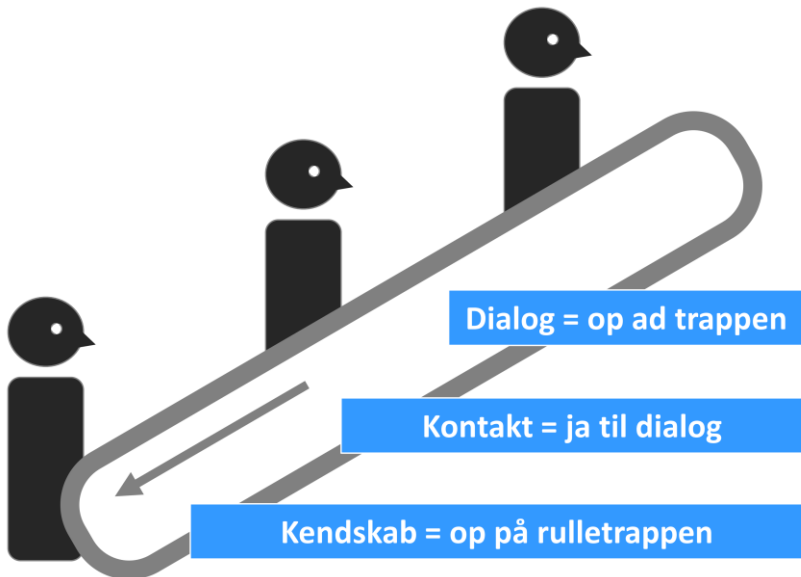 Dialog = op ad trappen
Kontakt = ja til dialog
Kendskab = op på rulletrappen